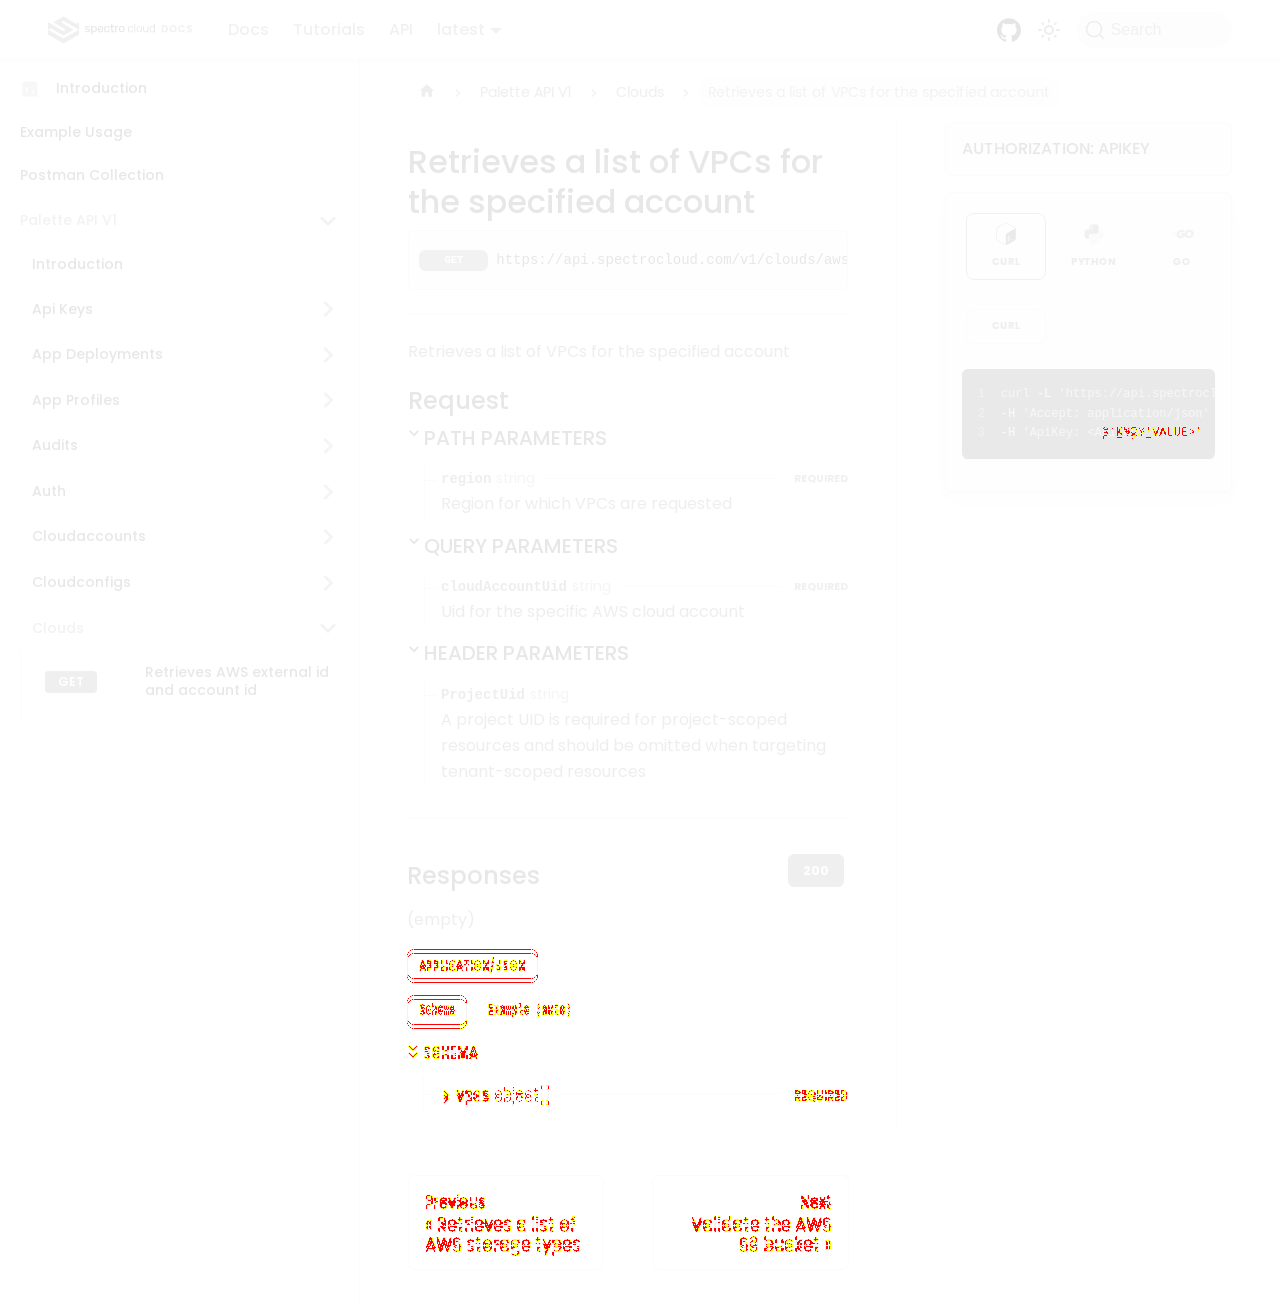 spectro cloud DOCS
Docs
Tutorials
API
latest
Search
Introduction
Example Usage
Postman Collection
Palette API V1
Introduction
Api Keys
App Deployments
App Profiles
Audits
Auth
Cloudaccounts
Cloudconfigs
Clouds
GET
Retrieves AWS external id
and account id
Palette API V1
Clouds
Retrieves a list of VPCs for the specified account
Retrieves a list of VPCs for
the specified account
GET
https://api.spectrocloud.com/v1/clouds/aws
Retrieves a list of VPCs for the specified account
Request
PATH PARAMETERS
region string
REQUIRED
Region for which VPCs are requested
QUERY PARAMETERS
cloudAccountUid string
REQUIRED
Uid for the specific AWS cloud account
HEADER PARAMETERS
ProjectUid string
A project UID is required for project-scoped
resources and should be omitted when targeting
tenant-scoped resources
Responses
200
(empty)
APPLICATION/JSON
Schema
Example (auto)
SCHEMA
vpcs object[]
REQUIRED
Previous
« Retrieves a list of
AWS storage types
Next
Validate the AWS
S3 bucket »
AUTHORIZATION: APIKEY
CURL
PYTHON
GO
GO
CURL
1 curl -L 'https://api.spectrocl
2 -H 'Accept: application/json'
3 -H 'ApiKey: VALUE>'